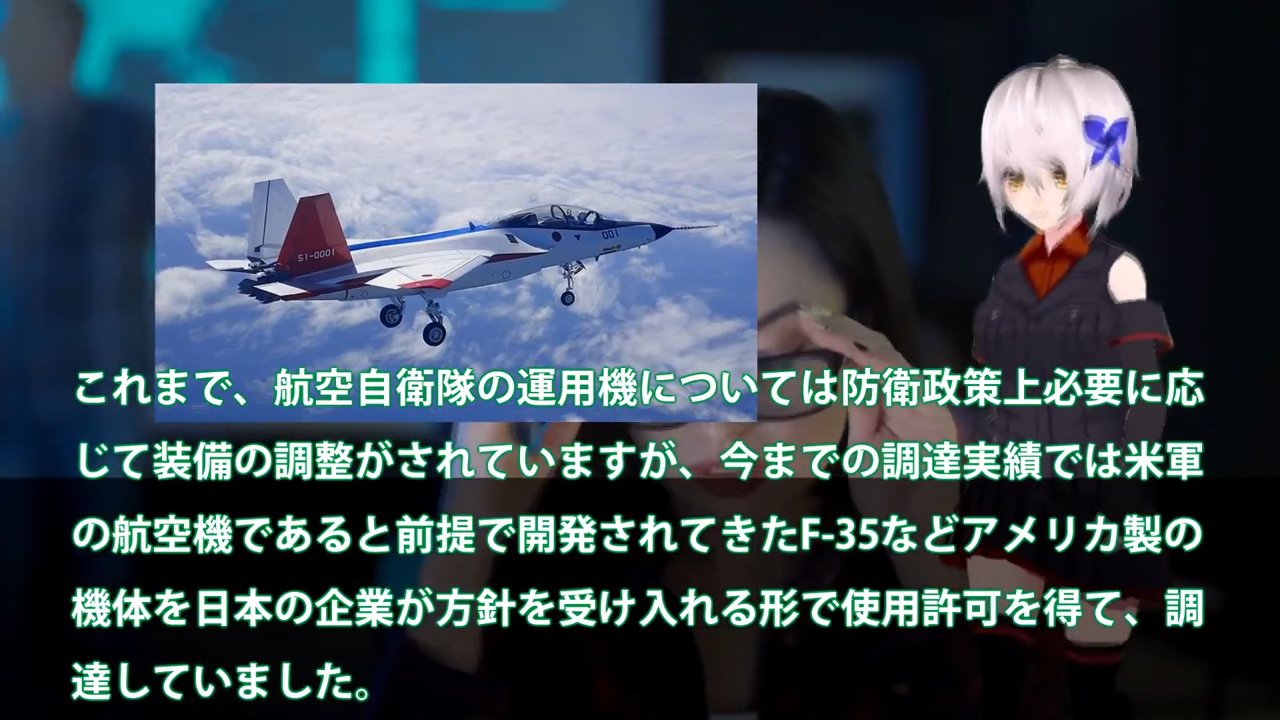 001
51-0001
これまで、航空自衛隊の運用機については防衛政策上必要に応
じて装備の調整がされていますが、今までの調達実績では米軍
の航空機であると前提で開発されてきたF-35などアメリカ製の
機体を日本の企業が方針を受け入れる形で使用許可を得て、調
達していました。